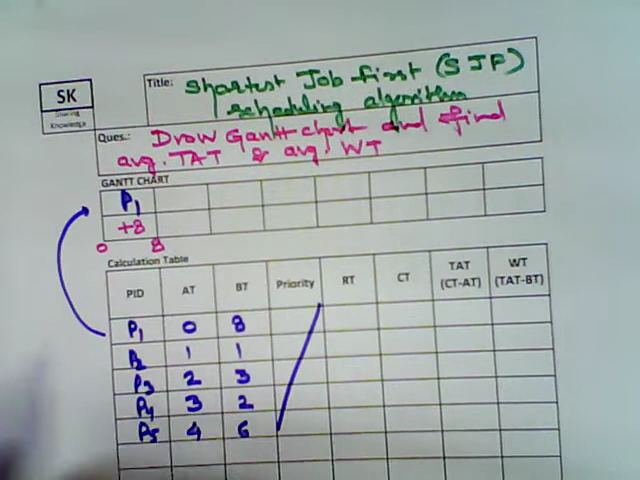 SK
Sharing
Knowledge
Title: Shortest Job first (SJF)
scheduling algorithm
Ques.: Draw Gantt chart and find
avg. TAT & avg. WT
GANTT CHART
P1
+8
0 8
Calculation Table
PID AT BT Priority RT CT TAT (CT-AT) WT (TAT-BT)
P1 0 8
P2 1 1
P3 2 3
P4 3 2
P5 4 6